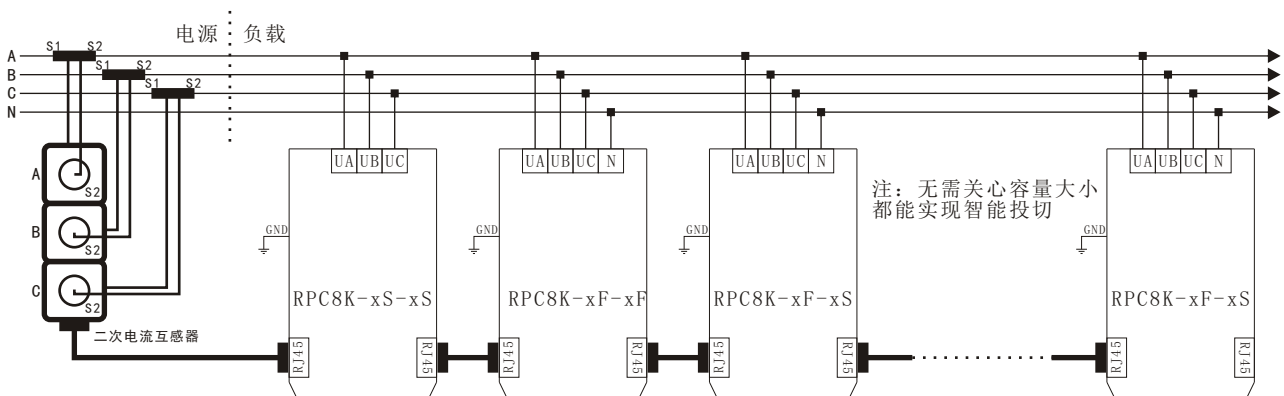 电源 负载
S1 S2
A
S1 S2
B
S1 S2
C
N
UA UB UC
UA UB UC N
UA UB UC N
UA UB UC N
A
S2
注：无需关心容量大小
都能实现智能投切
B
S2
GND
GND
GND
GND
C
S2
RPC8K-xS-xS
RPC8K-xF-xF
RPC8K-xF-xS
RPC8K-xF-xS
二次电流互感器
RJ45
RJ45
RJ45
RJ45
RJ45
RJ45
RJ45
RJ45